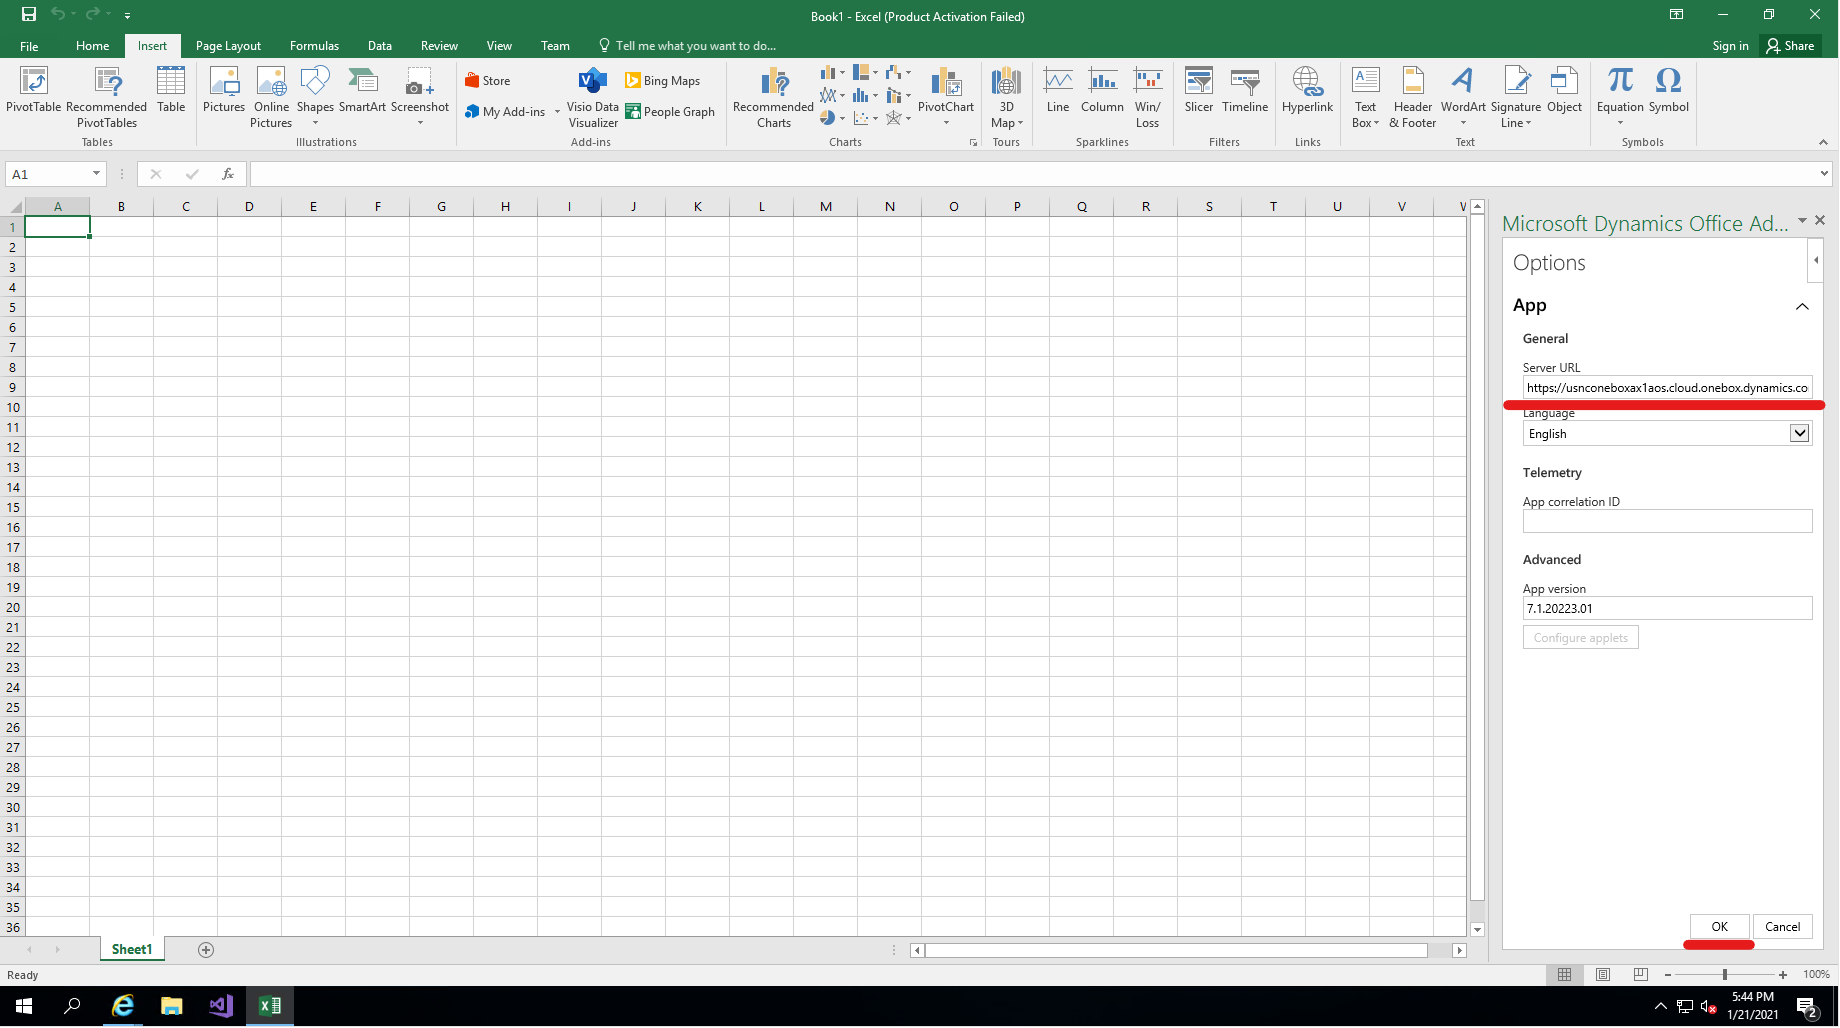 Book1 - Excel (Product Activation Failed)
File Home Insert Page Layout Formulas Data Review View Team Tell me what you want to do... Sign in Share
PivotTable Recommended PivotTables Table
Tables
Pictures Online Pictures Shapes SmartArt Screenshot
Illustrations
Store
My Add-ins
Visio Data Visualizer
Bing Maps
People Graph
Add-ins
Recommended Charts
PivotChart
Charts
3D Map
Tours
Line Column Win/ Loss
Sparklines
Slicer Timeline
Filters
Hyperlink
Links
Text Box Header & Footer WordArt Signature Line Object
Text
Equation Symbol
Symbols
A1
fx
A B C D E F G H I J K L M N O P Q R S T U V
1
2
3
4
5
6
7
8
9
10
11
12
13
14
15
16
17
18
19
20
21
22
23
24
25
26
27
28
29
30
31
32
33
34
35
36
Microsoft Dynamics Office Ad...
Options
App
General
Server URL
https://usnconeboxax1aos.cloud.onebox.dynamics.co
Language
English
Telemetry
App correlation ID
Advanced
App version
7.1.20223.01
Configure applets
OK Cancel
Sheet1
Ready
100%
5:44 PM
1/21/2021
2